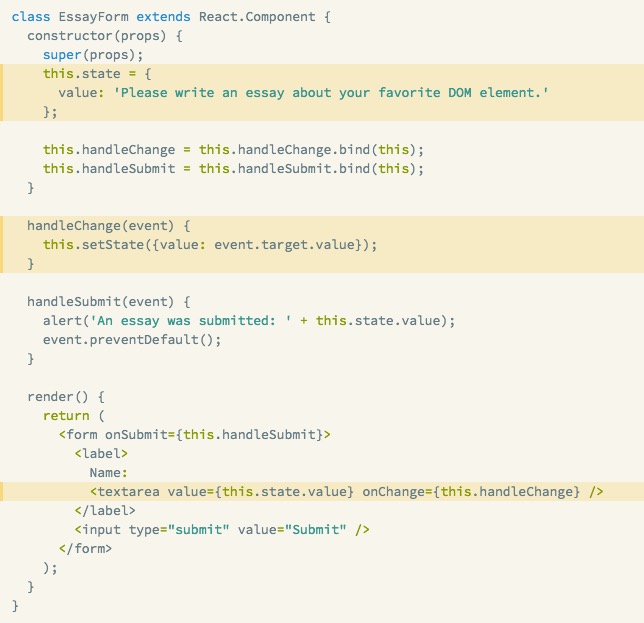 class EssayForm extends React.Component {
  constructor(props) {
    super(props);
    this.state = {
      value: 'Please write an essay about your favorite DOM element.'
    };

    this.handleChange = this.handleChange.bind(this);
    this.handleSubmit = this.handleSubmit.bind(this);
  }

  handleChange(event) {
    this.setState({value: event.target.value});
  }

  handleSubmit(event) {
    alert('An essay was submitted: ' + this.state.value);
    event.preventDefault();
  }

  render() {
    return (
      <form onSubmit={this.handleSubmit}>
        <label>
          Name:
          <textarea value={this.state.value} onChange={this.handleChange} />
        </label>
        <input type="submit" value="Submit" />
      </form>
    );
  }
}